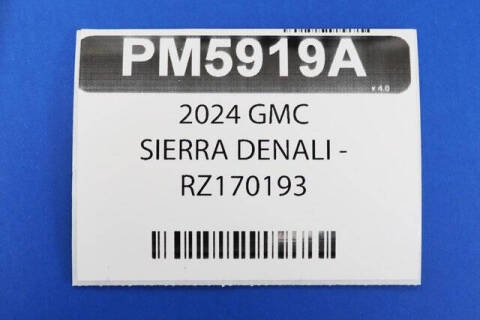 PM5919A
v 4.0
2024 GMC
SIERRA DENALI -
RZ170193